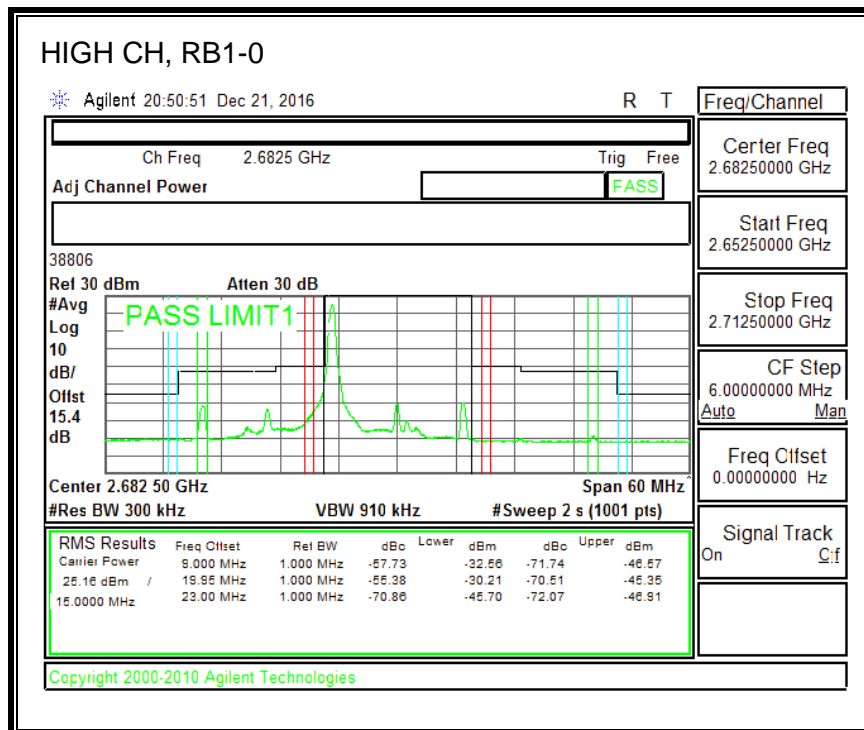 HIGH CH, RB1-0
Agilent 20:50:51 Dec 21, 2016
R T
Freq/Channel
Ch Freq 2.6825 GHz
Trig Free
Adj Channel Power
PASS
Center Freq
2.68250000 GHz
Start Freq
2.65250000 GHz
Stop Freq
2.71250000 GHz
CF Step
6.00000000 MHz
Auto Man
Freq Offset
0.00000000 Hz
Signal Track
On Off
38806
Ref 30 dBm Atten 30 dB
#Avg
Log
10
dB/
Offst
15.4
dB
PASS LIMIT1
Center 2.682 50 GHz Span 60 MHz
#Res BW 300 kHz VBW 910 kHz #Sweep 2 s (1001 pts)
RMS Results Freq Offset Ref BW dBc Lower dBm dBc Upper dBm
Carrier Power 9.000 MHz 1.000 MHz -57.73 -32.56 -71.74 -46.57
25.16 dBm / 19.95 MHz 1.000 MHz -55.38 -30.21 -70.51 -45.35
15.0000 MHz 23.00 MHz 1.000 MHz -70.86 -45.70 -72.07 -46.91
Copyright 2000-2010 Agilent Technologies